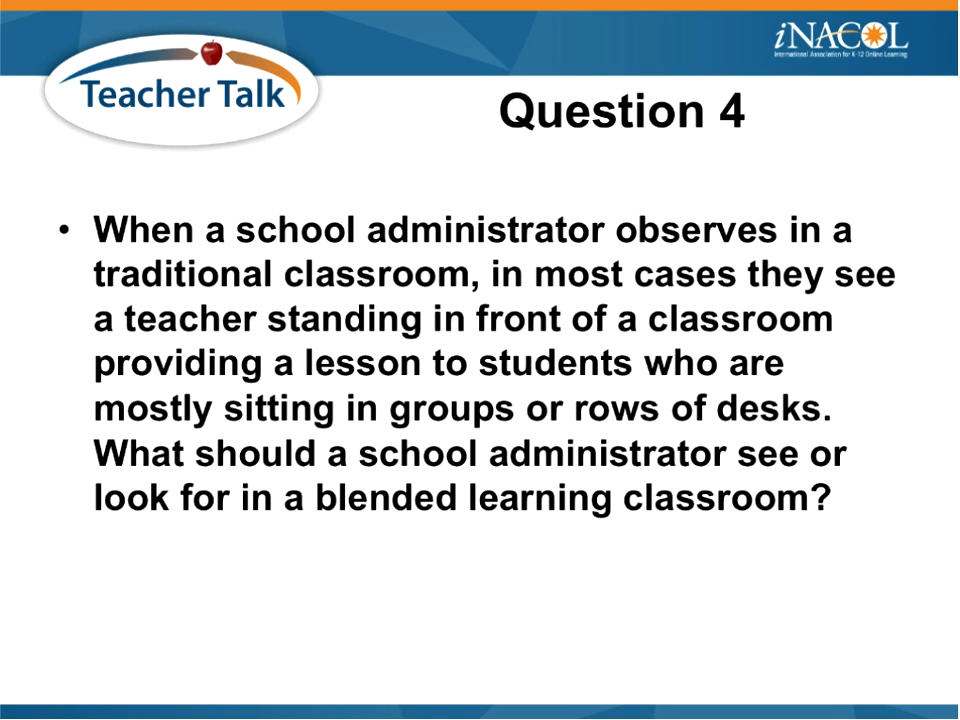 iNACOL
International Association for K-12 Online Learning
Teacher Talk
Question 4
• When a school administrator observes in a
traditional classroom, in most cases they see
a teacher standing in front of a classroom
providing a lesson to students who are
mostly sitting in groups or rows of desks.
What should a school administrator see or
look for in a blended learning classroom?